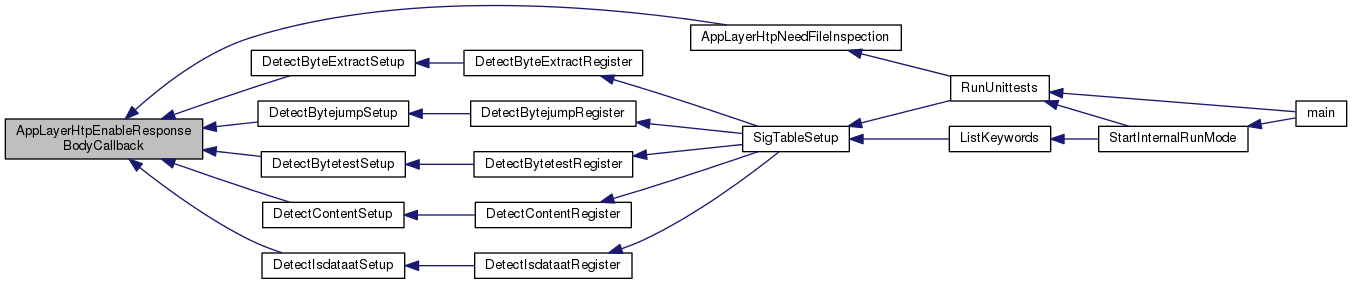 AppLayerHtpEnableResponse
BodyCallback
AppLayerHtpNeedFileInspection
DetectByteExtractSetup
DetectByteExtractRegister
DetectBytejumpSetup
DetectBytejumpRegister
DetectBytetestSetup
DetectBytetestRegister
DetectContentSetup
DetectContentRegister
DetectIsdataatSetup
DetectIsdataatRegister
SigTableSetup
RunUnittests
ListKeywords
StartInternalRunMode
main